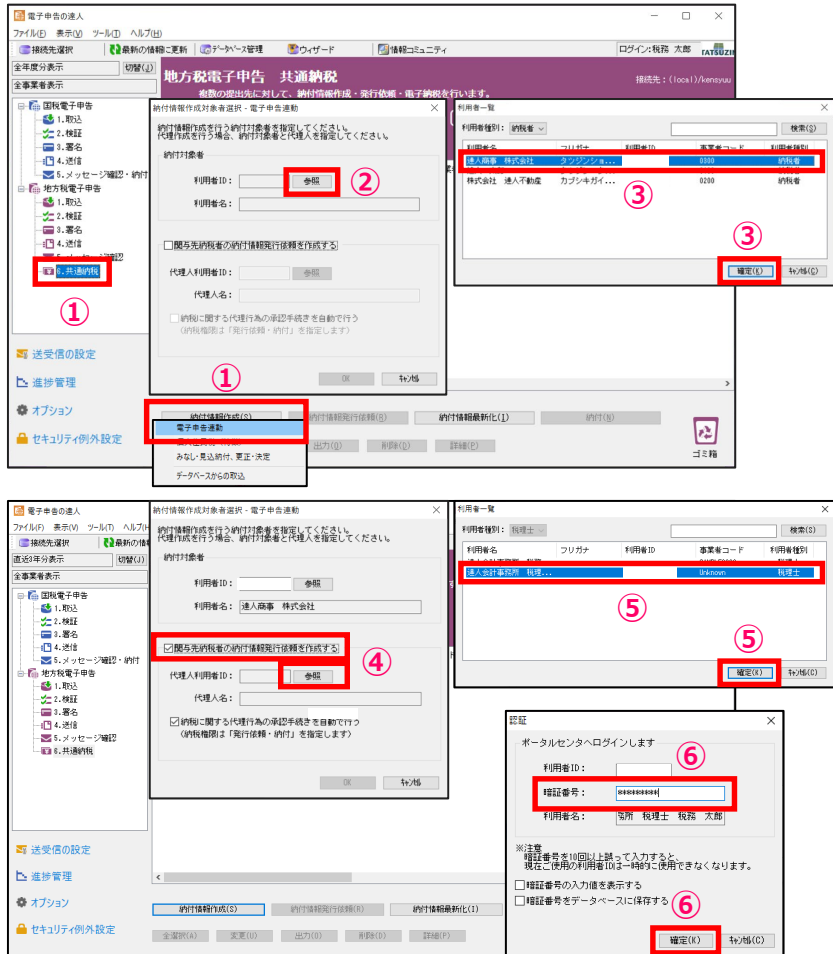 電子申告の達人
ファイル(F) 表示(V) ツール(T) ヘルプ(H)
接続先選択 最新の情報に更新 データベース管理 ウィザード 情報コミュニティ ログイン:税務 太郎
全年度分表示 切替(J)
全事業者表示
地方税電子申告 共通納税
複数の提出先に対して、納付情報作成・発行依頼・電子納税を行います。
接続先:(local)/kensyuu
国税電子申告
1.取込
2.検証
3.署名
4.送信
5.メッセージ確認・納付
地方税電子申告
1.取込
2.検証
3.署名
4.送信
5.メッセージ確認
6.共通納税
①
送受信の設定
進捗管理
オプション
セキュリティ例外設定
納付情報作成対象者選択 - 電子申告連動
納付情報作成を行う納付対象者を指定してください。
代理作成を行う場合、納付対象者と代理人を指定してください。
納付対象者
利用者ID: 参照
②
利用者名:
関与先納税者の納付情報発行依頼を作成する
代理人利用者ID: 参照
代理人名:
納税に関する代理行為の承認手続きを自動で行う
(納税権限は「発行依頼・納付」を指定します)
①
OK キャンセル
利用者一覧
利用者種別: 納税者 検索(S)
利用者名 フリガナ 利用者ID 事業者コード 利用者種別
達人商事 株式会社 タツジンショ... 0300 納税者
株式会社 達人不動産 カブシキガイ... 0200 納税者
③
③
確定(K) キャンセル(C)
納付情報作成(S) 納付情報発行依頼(R) 納付情報最新化(I) 納付(N)
電子申告連動
出力(O) 削除(D) 詳細(P)
みなし・見込納付、更正・決定
データベースからの取込
ゴミ箱
電子申告の達人
ファイル(F) 表示(V) ツール(T) ヘルプ(H
接続先選択 最新の情
直近3年分表示 切替(J)
全事業者表示
国税電子申告
1.取込
2.検証
3.署名
4.送信
5.メッセージ確認・納付
地方税電子申告
1.取込
2.検証
3.署名
4.送信
5.メッセージ確認
6.共通納税
送受信の設定
進捗管理
オプション
セキュリティ例外設定
納付情報作成対象者選択 - 電子申告連動
納付情報作成を行う納付対象者を指定してください。
代理作成を行う場合、納付対象者と代理人を指定してください。
納付対象者
利用者ID: 参照
利用者名: 達人商事 株式会社
関与先納税者の納付情報発行依頼を作成する
④
代理人利用者ID: 参照
代理人名:
納税に関する代理行為の承認手続きを自動で行う
(納税権限は「発行依頼・納付」を指定します)
OK キャンセル
利用者一覧
利用者種別: 税理士 検索(S)
利用者名 フリガナ 利用者ID 事業者コード 利用者種別
達人会計事務所 税理... Unknown 税理士
⑤
⑤
確定(K) キャンセル(C)
認証
ポータルセンタへログインします
⑥
利用者ID:
暗証番号: *********
利用者名: 務所 税理士 税務 太郎
※注意
暗証番号を10回以上誤って入力すると、
現在ご使用の利用者IDは一時的に使用できなくなります。
暗証番号の入力値を表示する
暗証番号をデータベースに保存する
⑥
確定(K) キャンセル(C)
納付情報作成(S) 納付情報発行依頼(R) 納付情報最新化(I)
全選択(A) 変更(U) 出力(O) 削除(D) 詳細(P)